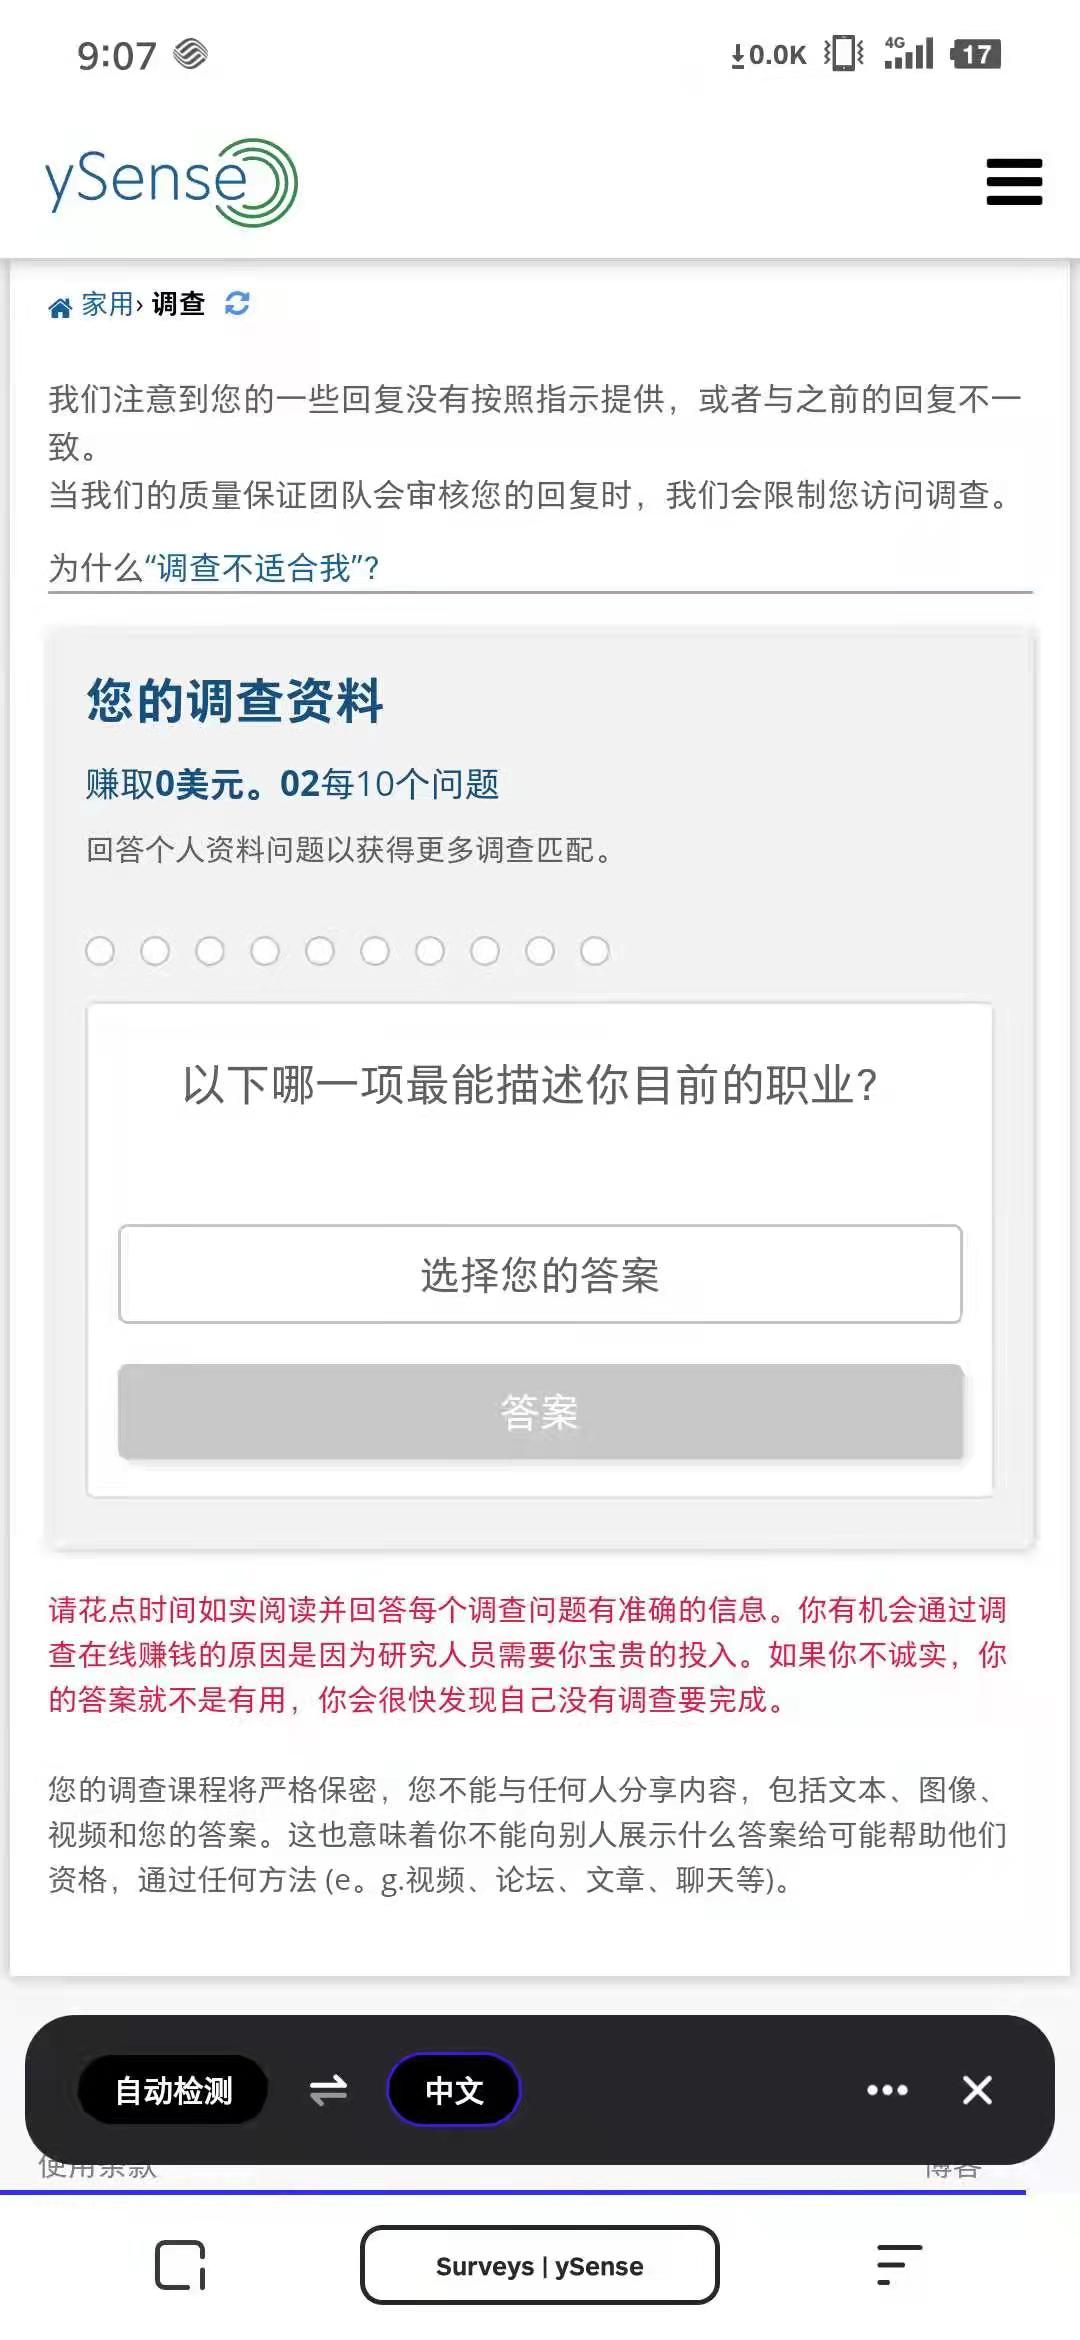 9:07
0.0K
4G
17
ySense
家用› 调查
我们注意到您的一些回复没有按照指示提供，或者与之前的回复不一
致。
当我们的质量保证团队会审核您的回复时，我们会限制您访问调查。
为什么“调查不适合我”？
您的调查资料
赚取0美元。02每10个问题
回答个人资料问题以获得更多调查匹配。
以下哪一项最能描述你目前的职业？
选择您的答案
答案
请花点时间如实阅读并回答每个调查问题有准确的信息。你有机会通过调
查在线赚钱的原因是因为研究人员需要你宝贵的投入。如果你不诚实，你
的答案就不是有用，你会很快发现自己没有调查要完成。
您的调查课程将严格保密，您不能与任何人分享内容，包括文本、图像、
视频和您的答案。这也意味着你不能向别人展示什么答案给可能帮助他们
资格，通过任何方法 (e。g.视频、论坛、文章、聊天等)。
自动检测
中文
使用条款
博客
Surveys | ySense